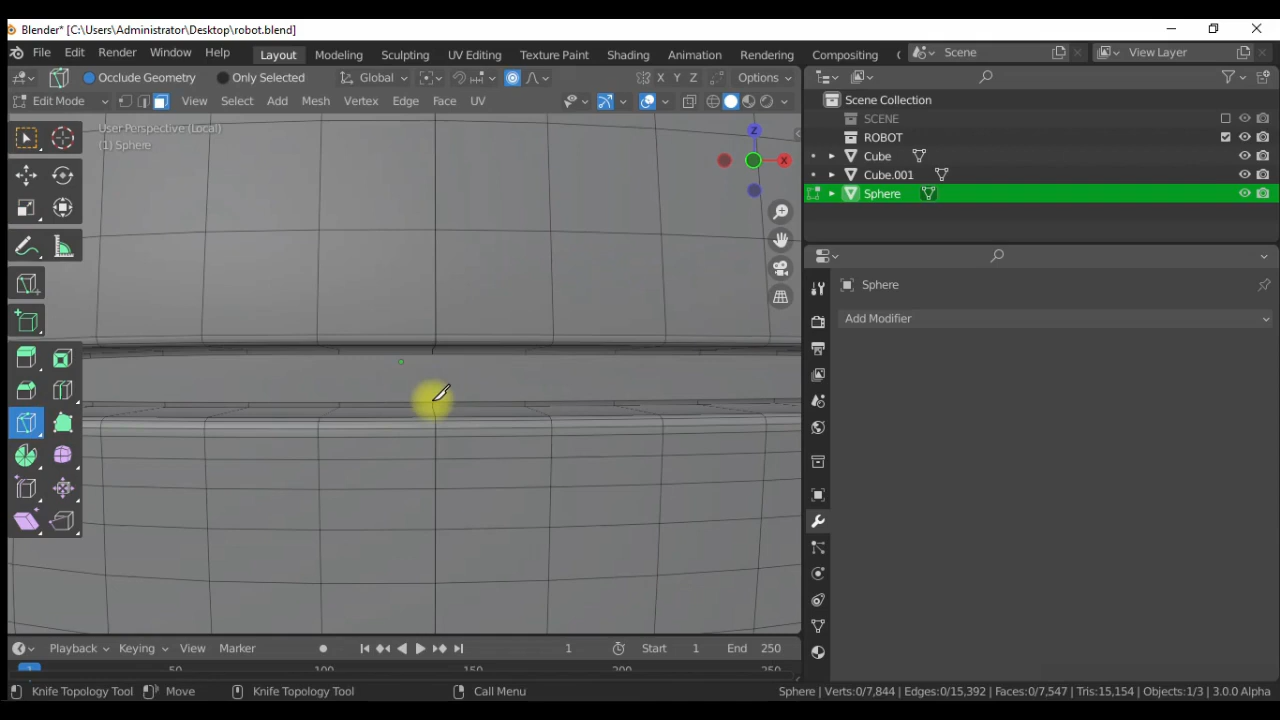 Blender* [C:\Users\Administrator\Desktop\robot.blend]
File Edit Render Window Help Layout Modeling Sculpting UV Editing Texture Paint Shading Animation Rendering Compositing Scene View Layer
Occlude Geometry Only Selected Global X Y Z Options
Edit Mode View Select Add Mesh Vertex Edge Face UV
Scene Collection
SCENE
ROBOT
Cube
Cube.001
Sphere
User Perspective (Local)
(1) Sphere
Z
X
Sphere
Add Modifier
Playback Keying View Marker 1 Start 1 End 250
1 50 100 150 200 250
Knife Topology Tool Move Knife Topology Tool Call Menu Sphere | Verts:0/7,844 | Edges:0/15,392 | Faces:0/7,547 | Tris:15,154 | Objects:1/3 | 3.0.0 Alpha